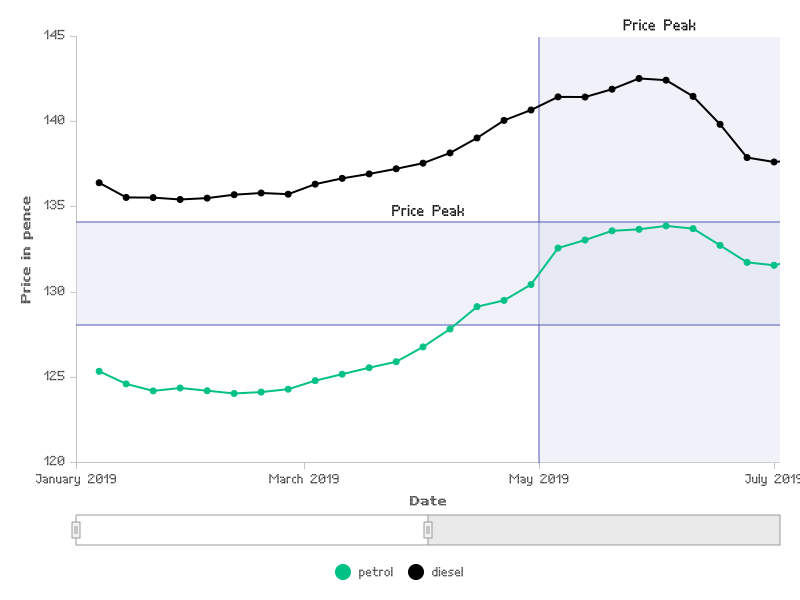 Price Peak
145
140
135
130
125
120
Price Peak
Price in pence
January 2019 March 2019 May 2019 July 2019
Date
petrol diesel